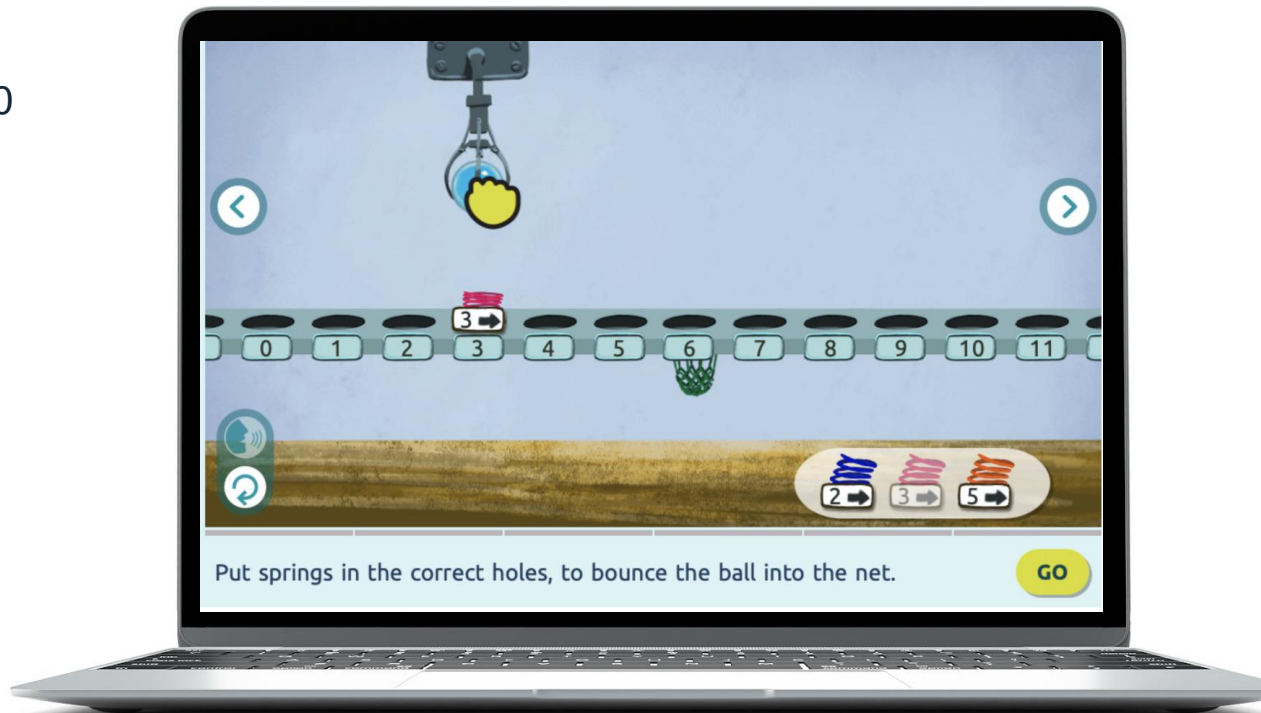 0
3
0 1 2 3 4 5 6 7 8 9 10 11
2 3 5
Put springs in the correct holes, to bounce the ball into the net.
GO